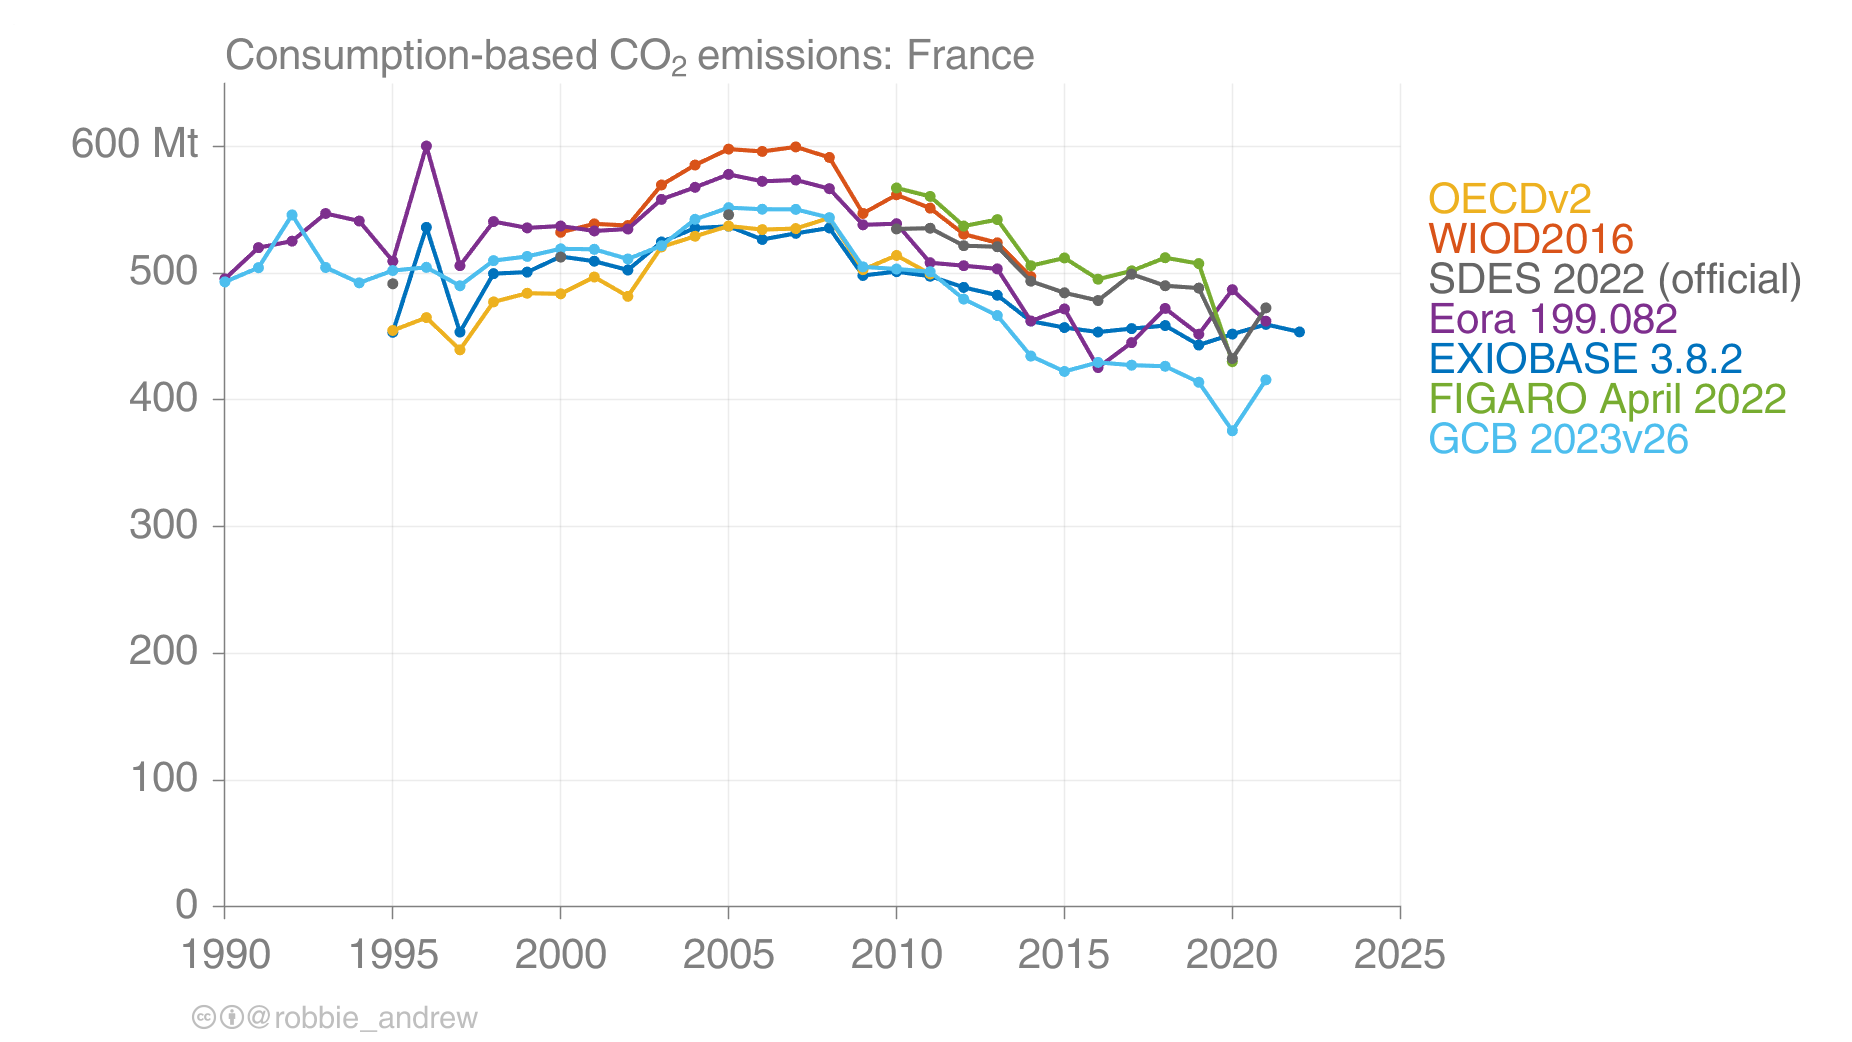 Consumption-based CO₂ emissions: France
600 Mt
500
400
300
200
100
0
1990 1995 2000 2005 2010 2015 2020 2025
OECDv2
WIOD2016
SDES 2022 (official)
Eora 199.082
EXIOBASE 3.8.2
FIGARO April 2022
GCB 2023v26
cc @robbie_andrew